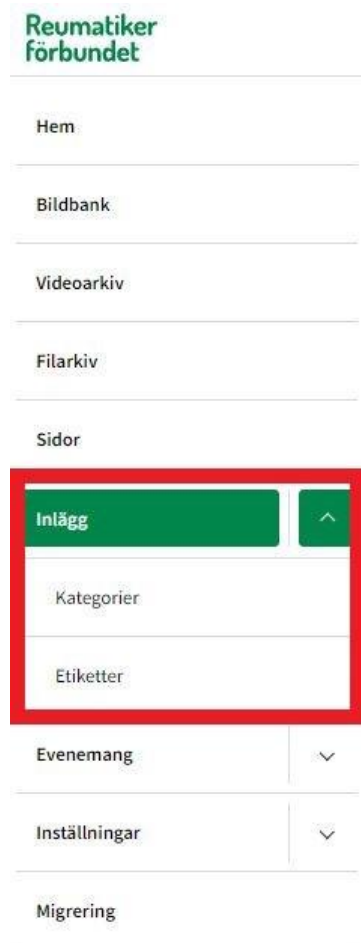 Reumatiker
förbundet
Hem
Bildbank
Videoarkiv
Filarkiv
Sidor
Inlägg
Kategorier
Etiketter
Evenemang
Inställningar
Migrering